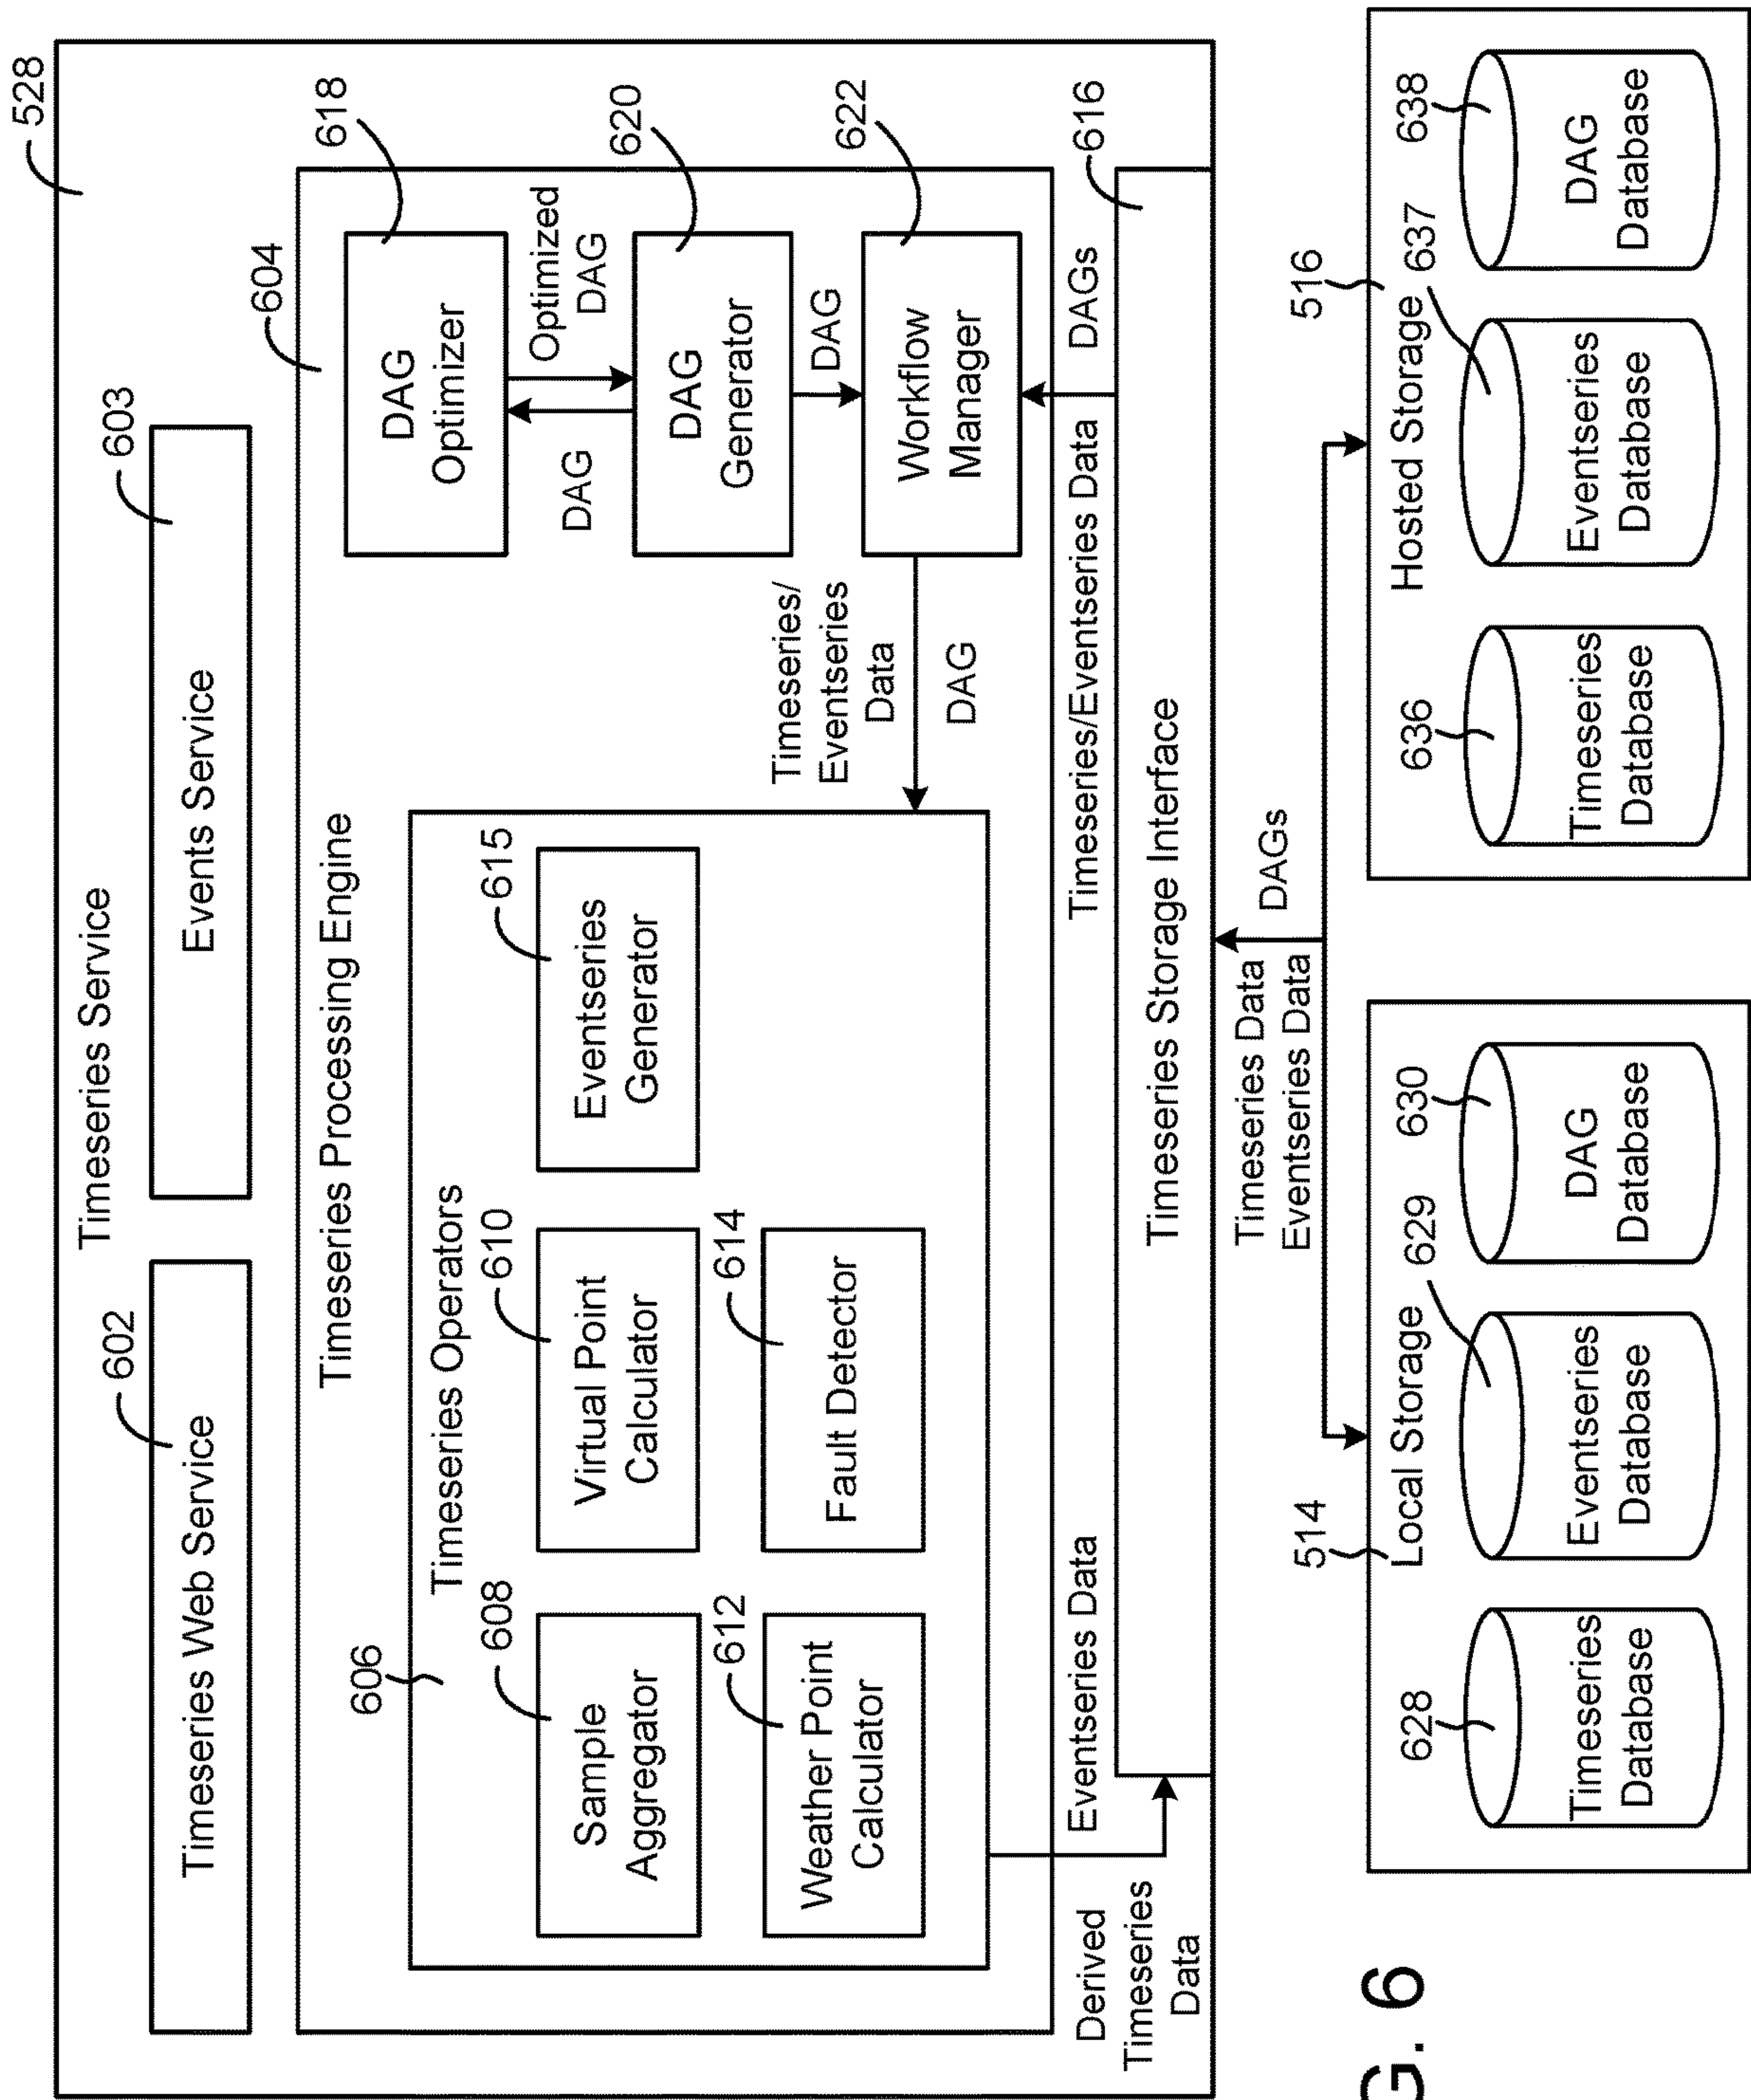 528
Timeseries Service
602
Timeseries Web Service
603
Events Service
604
Timeseries Processing Engine
606
Timeseries Operators
608
Sample
Aggregator
610
Virtual Point
Calculator
615
Eventseries
Generator
612
Weather Point
Calculator
614
Fault Detector
618
DAG
Optimizer
DAG
Optimized
DAG
620
DAG
Generator
DAG
622
Workflow
Manager
Timeseries/
Eventseries
Data
DAG
Derived
Timeseries
Data
Eventseries Data
Timeseries/Eventseries Data
DAGs
616
Timeseries Storage Interface
Timeseries Data
Eventseries Data
DAGs
514
Local Storage
628
Timeseries
Database
629
Eventseries
Database
630
DAG
Database
516
Hosted Storage
636
Timeseries
Database
637
Eventseries
Database
638
DAG
Database
G. 6